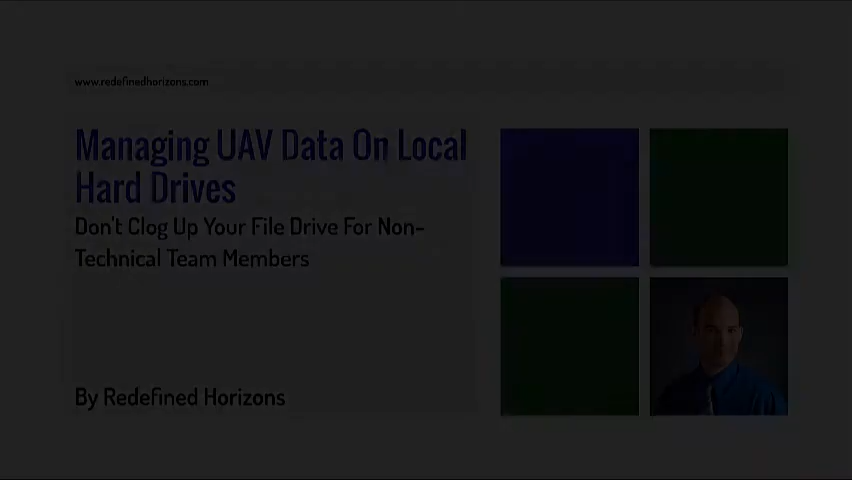 www.redefinedhorizons.com
Managing UAV Data On Local
Hard Drives
Don't Clog Up Your File Drive For Non-
Technical Team Members
By Redefined Horizons